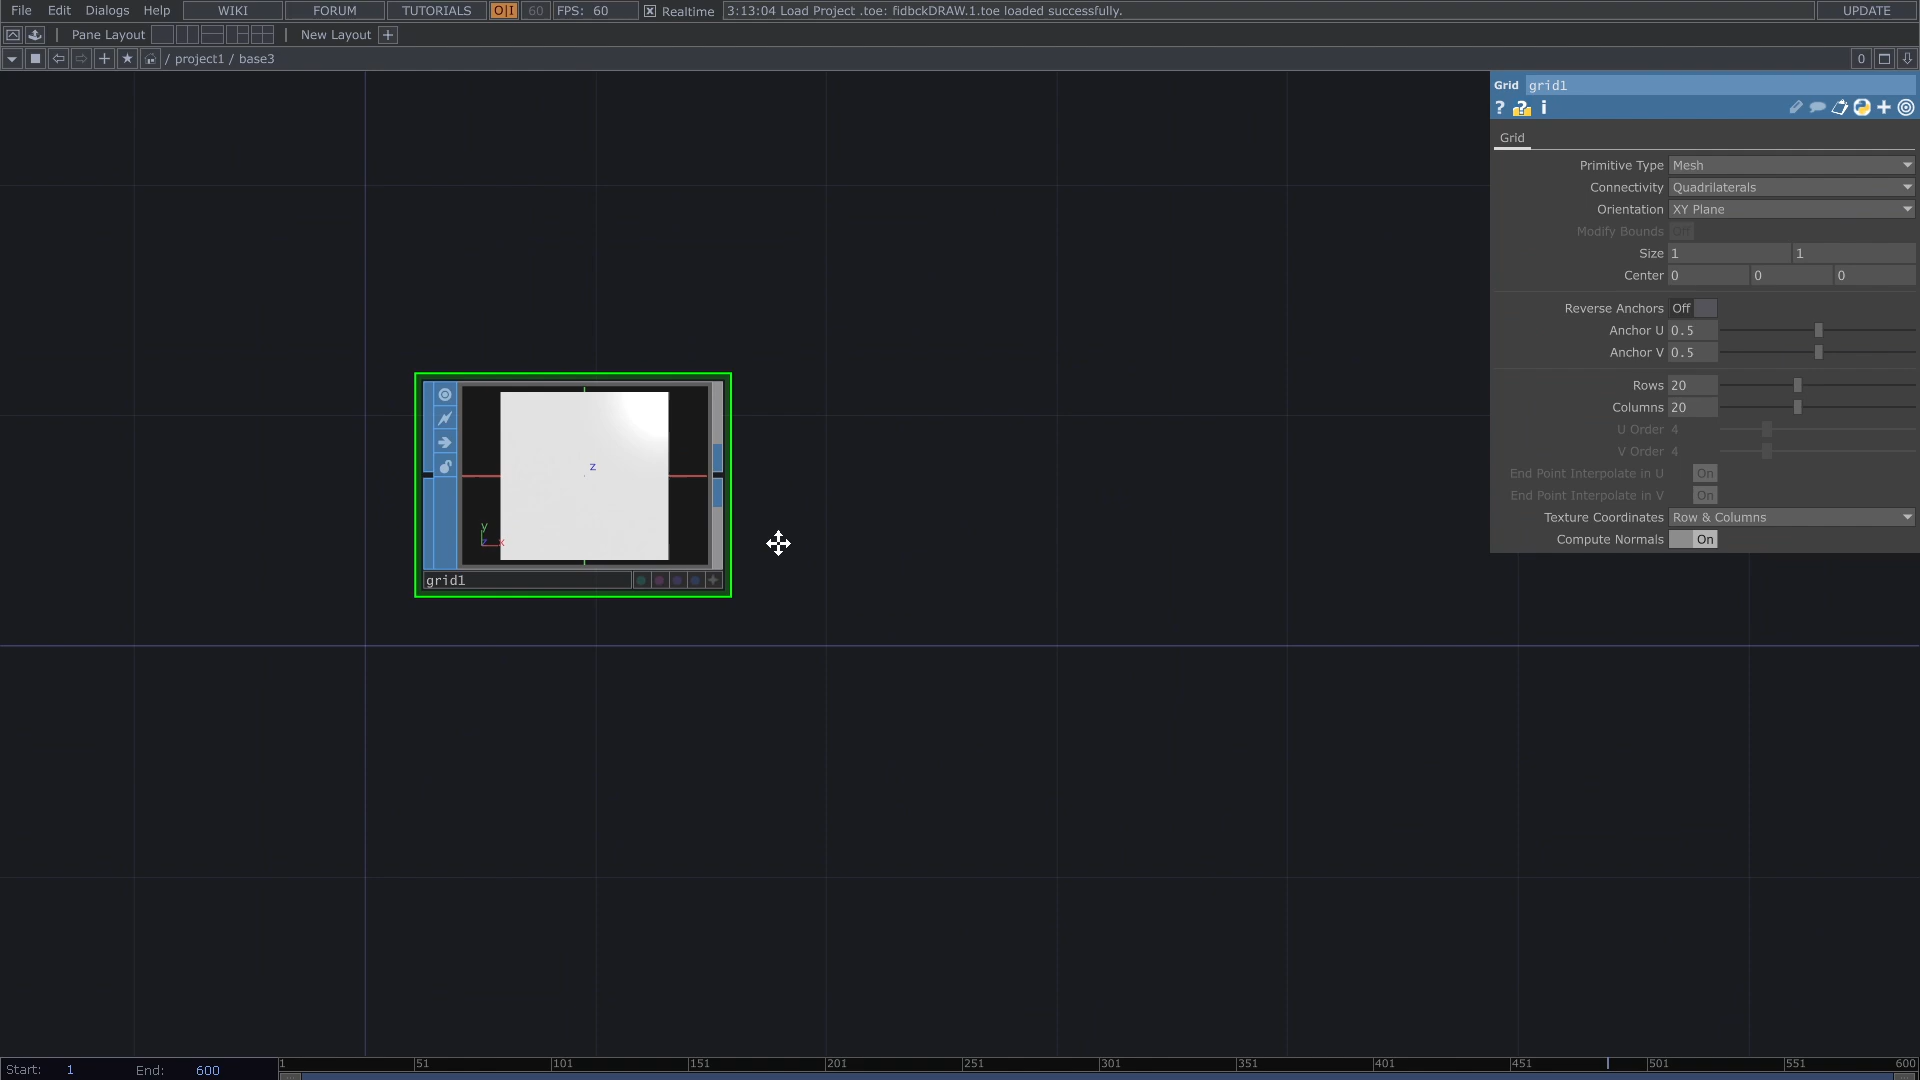 File Edit Dialogs Help WIKI FORUM TUTORIALS O|I 60 FPS: 60 Realtime 3:13:04 Load Project .toe: fidbckDRAW.1.toe loaded successfully. UPDATE
Pane Layout New Layout +
/ project1 / base3 0
Grid grid1
? ? i
Grid
Primitive Type Mesh
Connectivity Quadrilaterals
Orientation XY Plane
Modify Bounds Off
Size 1 1
Center 0 0 0
Reverse Anchors Off
Anchor U 0.5
Anchor V 0.5
Rows 20
Columns 20
U Order 4
V Order 4
End Point Interpolate in U On
End Point Interpolate in V On
Texture Coordinates Row & Columns
Compute Normals On
z
y
z x
grid1
Start: 1 End: 600
1 51 101 151 201 251 301 351 401 451 501 551 600